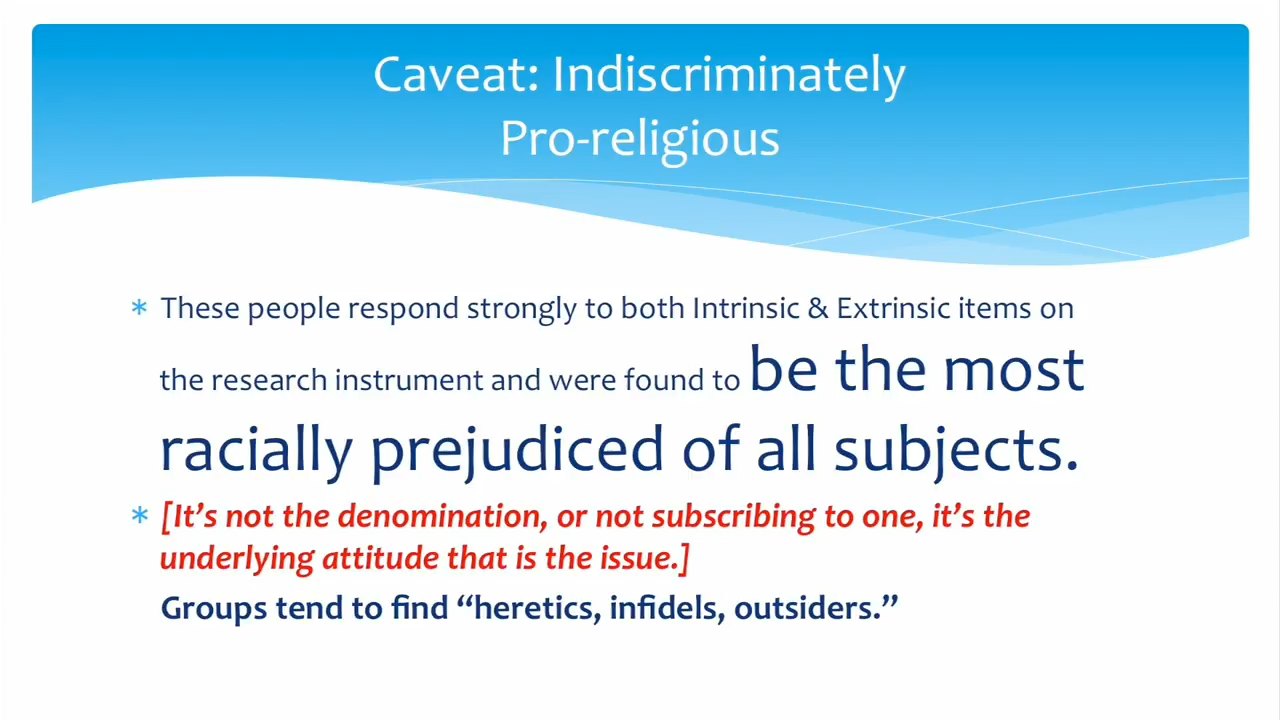 Caveat: Indiscriminately
Pro-religious
* These people respond strongly to both Intrinsic & Extrinsic items on
the research instrument and were found to be the most
racially prejudiced of all subjects.
* [It’s not the denomination, or not subscribing to one, it’s the
underlying attitude that is the issue.]
Groups tend to find “heretics, infidels, outsiders.”